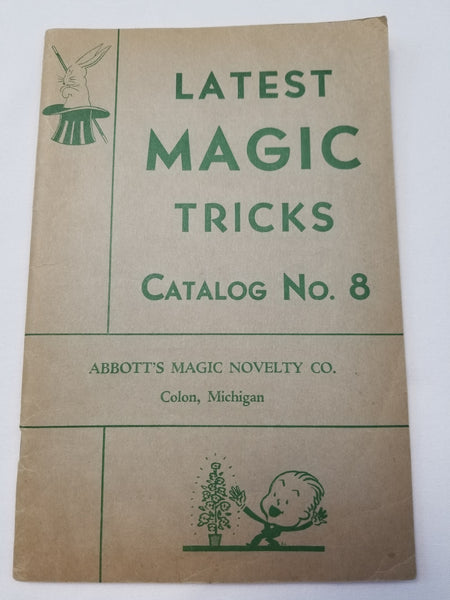 LATEST
MAGIC
TRICKS
CATALOG No. 8
ABBOTT'S MAGIC NOVELTY CO.
Colon, Michigan